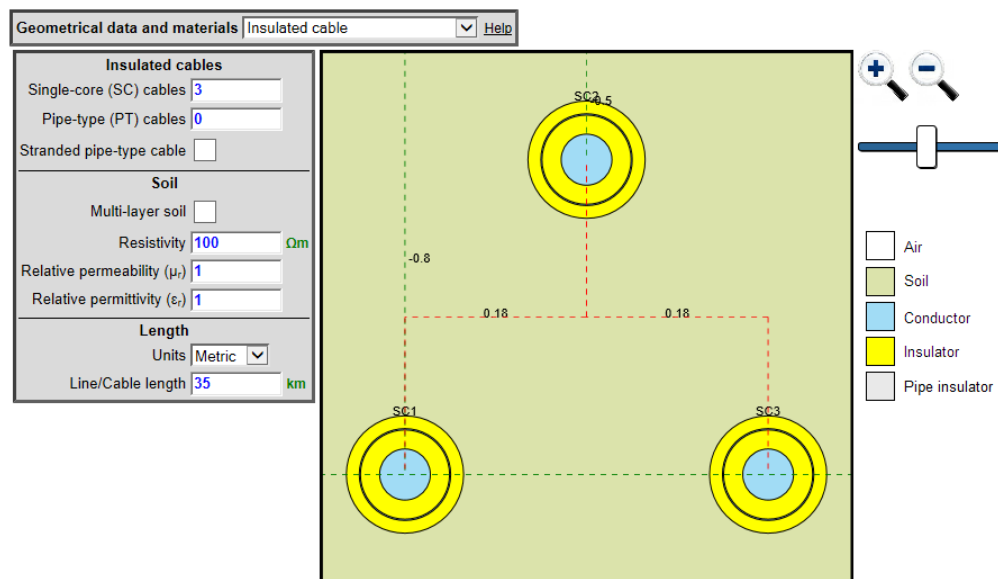 Geometrical data and materials Insulated cable Help
Insulated cables
Single-core (SC) cables 3
Pipe-type (PT) cables 0
Stranded pipe-type cable
Soil
Multi-layer soil
Resistivity 100 Ωm
Relative permeability (μr) 1
Relative permittivity (εr) 1
Length
Units Metric
Line/Cable length 35 km
SC2
-0.5
-0.8
0.18 0.18
SC1 SC3
Air
Soil
Conductor
Insulator
Pipe insulator